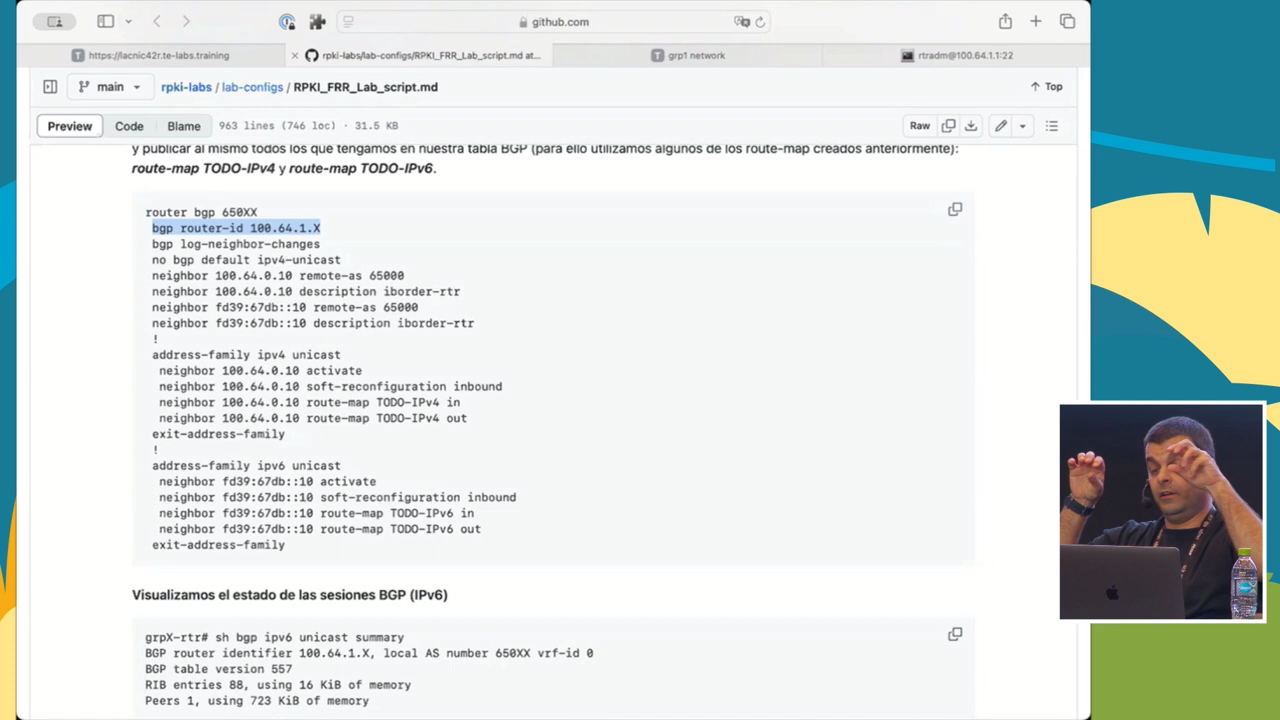 github.com
https://lacnic42r.te-labs.training
rpki-labs/lab-configs/RPKI_FRR_Lab_script.md at...
grp1 network
rtradm@100.64.1.1:22
main
rpki-labs / lab-configs / RPKI_FRR_Lab_script.md
Top
Preview
Code
Blame
963 lines (746 loc) · 31.5 KB
Raw
y publicar al mismo todos los que tengamos en nuestra tabla BGP (para ello utilizamos algunos de los route-map creados anteriormente):
route-map TODO-IPv4 y route-map TODO-IPv6.
router bgp 650XX
bgp router-id 100.64.1.X
bgp log-neighbor-changes
no bgp default ipv4-unicast
neighbor 100.64.0.10 remote-as 65000
neighbor 100.64.0.10 description iborder-rtr
neighbor fd39:67db::10 remote-as 65000
neighbor fd39:67db::10 description iborder-rtr
!
address-family ipv4 unicast
neighbor 100.64.0.10 activate
neighbor 100.64.0.10 soft-reconfiguration inbound
neighbor 100.64.0.10 route-map TODO-IPv4 in
neighbor 100.64.0.10 route-map TODO-IPv4 out
exit-address-family
!
address-family ipv6 unicast
neighbor fd39:67db::10 activate
neighbor fd39:67db::10 soft-reconfiguration inbound
neighbor fd39:67db::10 route-map TODO-IPv6 in
neighbor fd39:67db::10 route-map TODO-IPv6 out
exit-address-family
Visualizamos el estado de las sesiones BGP (IPv6)
grpX-rtr# sh bgp ipv6 unicast summary
BGP router identifier 100.64.1.X, local AS number 650XX vrf-id 0
BGP table version 557
RIB entries 88, using 16 KiB of memory
Peers 1, using 723 KiB of memory